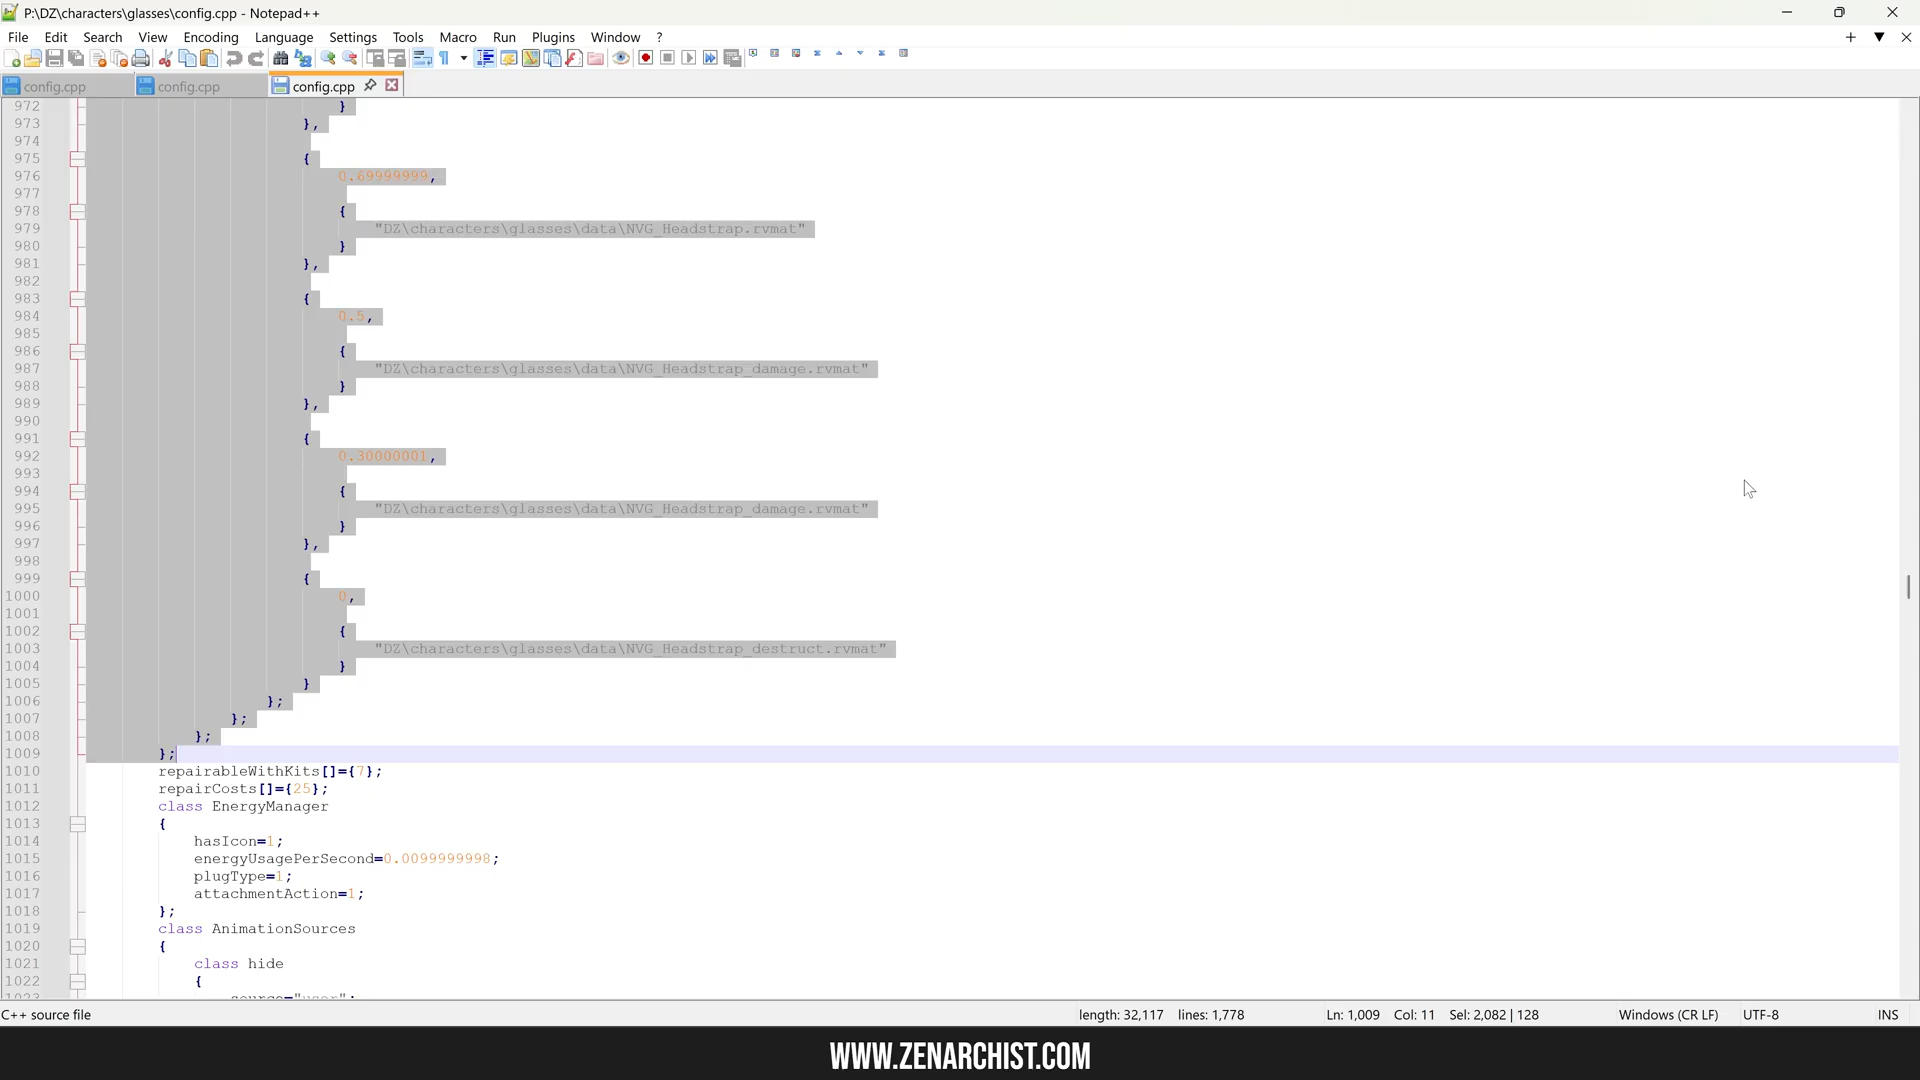 P:\DZ\characters\glasses\config.cpp - Notepad++
File Edit Search View Encoding Language Settings Tools Macro Run Plugins Window ?
config.cpp config.cpp config.cpp
972 }
973 },
974
975 {
976 0.69999999,
977
978 {
979 "DZ\characters\glasses\data\NVG_Headstrap.rvmat"
980 }
981 },
982
983 {
984 0.5,
985
986 {
987 "DZ\characters\glasses\data\NVG_Headstrap_damage.rvmat"
988 }
989 },
990
991 {
992 0.30000001,
993
994 {
995 "DZ\characters\glasses\data\NVG_Headstrap_damage.rvmat"
996 }
997 },
998
999 {
1000 0,
1001
1002 {
1003 "DZ\characters\glasses\data\NVG_Headstrap_destruct.rvmat"
1004 }
1005 }
1006 };
1007 };
1008 };
1009 };
1010 repairableWithKits[]={7};
1011 repairCosts[]={25};
1012 class EnergyManager
1013 {
1014 hasIcon=1;
1015 energyUsagePerSecond=0.0099999998;
1016 plugType=1;
1017 attachmentAction=1;
1018 };
1019 class AnimationSources
1020 {
1021 class hide
1022 {
1023 source="user";
C++ source file length: 32,117 lines: 1,778 Ln: 1,009 Col: 11 Sel: 2,082 | 128 Windows (CR LF) UTF-8 INS
WWW.ZENARCHIST.COM